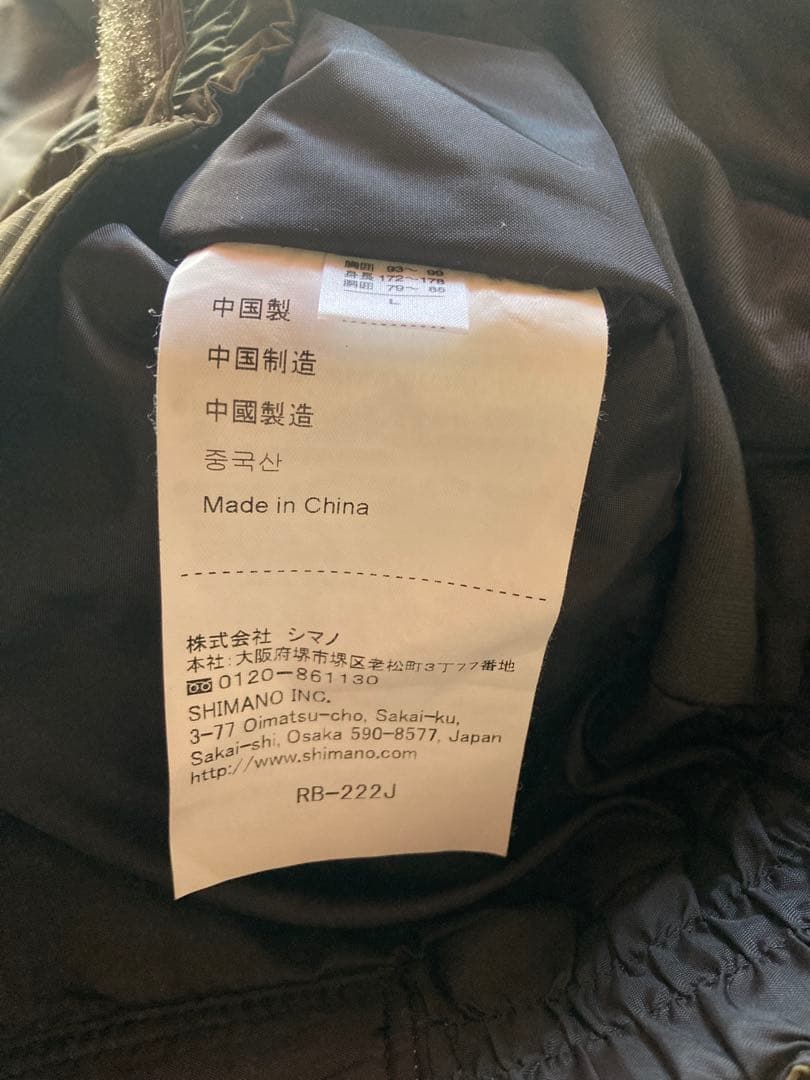 胸囲 93～ 99
身長 172～178
胴囲 79～ 85
L
中国製
中国制造
中國製造
중국산
Made in China
株式会社 シマノ
本社:大阪府堺市堺区老松町3丁77番地
0120-861130
SHIMANO INC.
3-77 Oimatsu-cho, Sakai-ku,
Sakai-shi, Osaka 590-8577, Japan
http://www.shimano.com
RB-222J